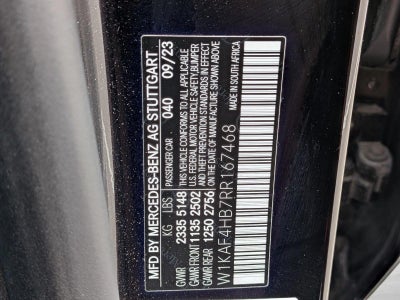 MFD BY MERCEDES-BENZ AG STUTTGART
PASSENGER CAR 040 09/23
KG LBS
GVWR 2335 5148
GAWR FRONT 1135 2502
GAWR REAR 1250 2756
THIS VEHICLE CONFORMS TO ALL APPLICABLE
FEDERAL MOTOR VEHICLE SAFETY, BUMPER
AND THEFT PREVENTION STANDARDS IN EFFECT
ON THE DATE OF MANUFACTURE SHOWN ABOVE.
MADE IN SOUTH AFRICA
W1KAF4HB7RR167468